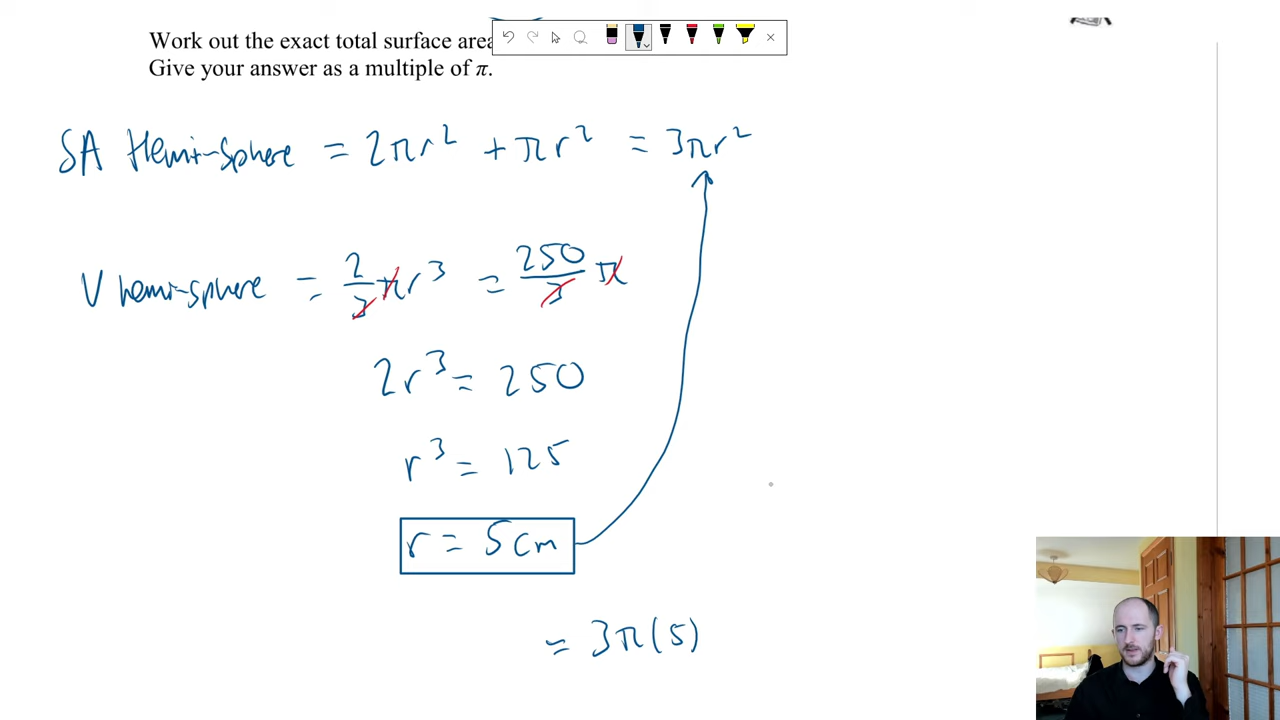 Work out the exact total surface area
Give your answer as a multiple of π.
SA Hemi-sphere = 2πr² + πr² = 3πr²
V hemi-sphere = 2/3 πr³ = 250/3 π
2r³ = 250
r³ = 125
r = 5cm
= 3π(5)